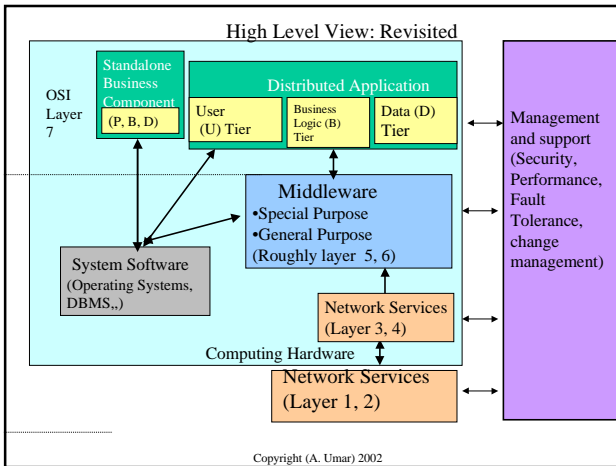 High Level View: Revisited
OSI
Layer
7
Standalone
Business
Component
(P, B, D)
Distributed Application
User
(U) Tier
Business
Logic (B)
Tier
Data (D)
Tier
Middleware
•Special Purpose
•General Purpose
(Roughly layer 5, 6)
System Software
(Operating Systems,
DBMS,,)
Network Services
(Layer 3, 4)
Computing Hardware
Network Services
(Layer 1, 2)
Management
and support
(Security,
Performance,
Fault
Tolerance,
change
management)
Copyright (A. Umar) 2002